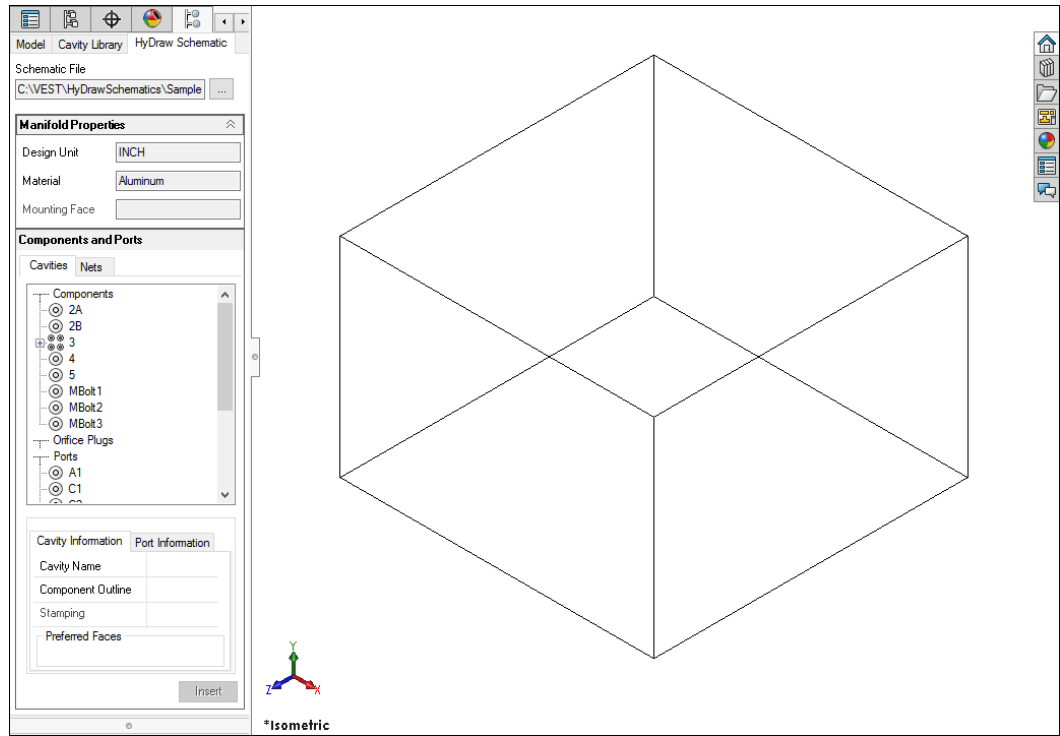 Model Cavity Library HyDraw Schematic
Schematic File
C:\VEST\HyDrawSchematics\Sample ...
Manifold Properties
Design Unit INCH
Material Aluminum
Mounting Face
Components and Ports
Cavities Nets
Components
2A
2B
3
4
5
MBolt1
MBolt2
MBolt3
Orifice Plugs
Ports
A1
C1
Cavity Information Port Information
Cavity Name
Component Outline
Stamping
Preferred Faces
Insert
Y
Z X
*Isometric